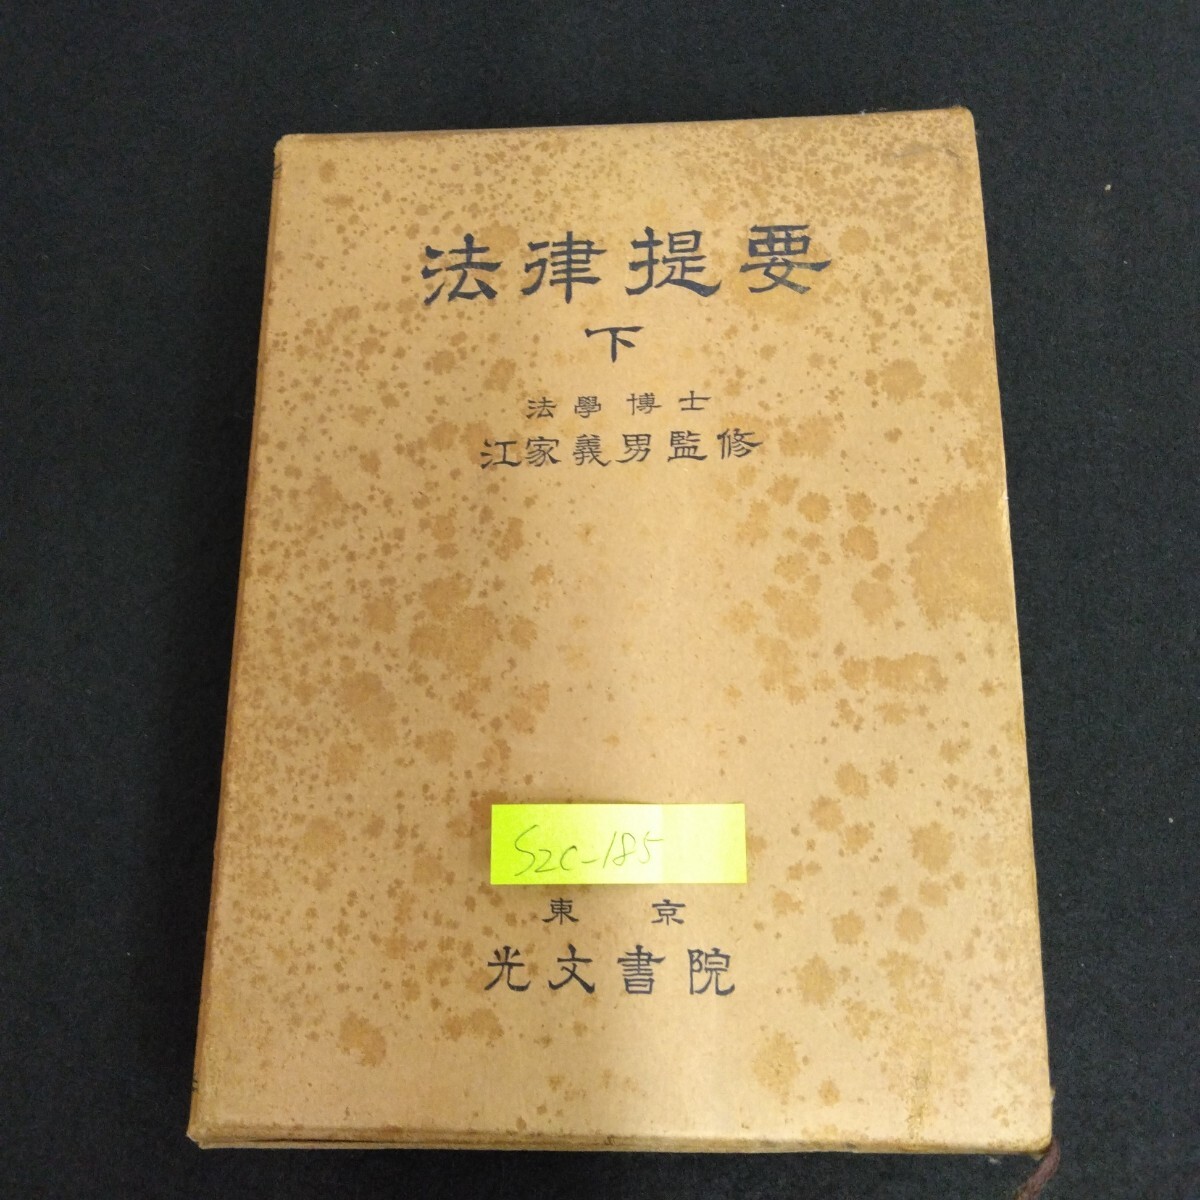 法律提要
下
法學博士
江家義男監修
S2C-185
東京
光文書院